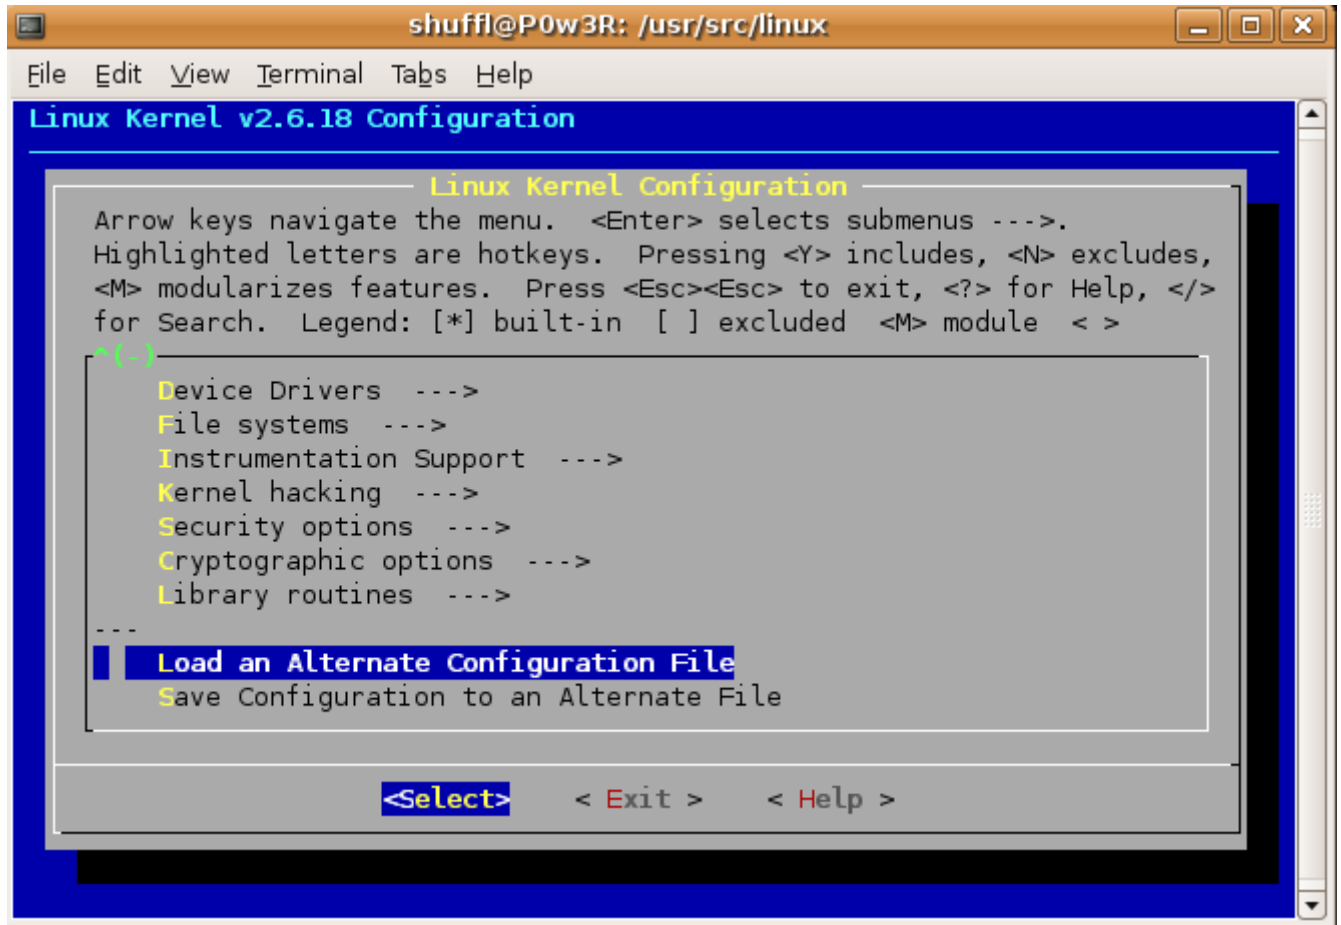 shuffl@P0w3R: /usr/src/linux
File Edit View Terminal Tabs Help
Linux Kernel v2.6.18 Configuration
Linux Kernel Configuration
Arrow keys navigate the menu.  <Enter> selects submenus --->.
Highlighted letters are hotkeys.  Pressing <Y> includes, <N> excludes,
<M> modularizes features.  Press <Esc><Esc> to exit, <?> for Help, </>
for Search.  Legend: [*] built-in  [ ] excluded  <M> module  < >
^(-)
Device Drivers  --->
File systems  --->
Instrumentation Support  --->
Kernel hacking  --->
Security options  --->
Cryptographic options  --->
Library routines  --->
---
Load an Alternate Configuration File
Save Configuration to an Alternate File
<Select>    < Exit >    < Help >